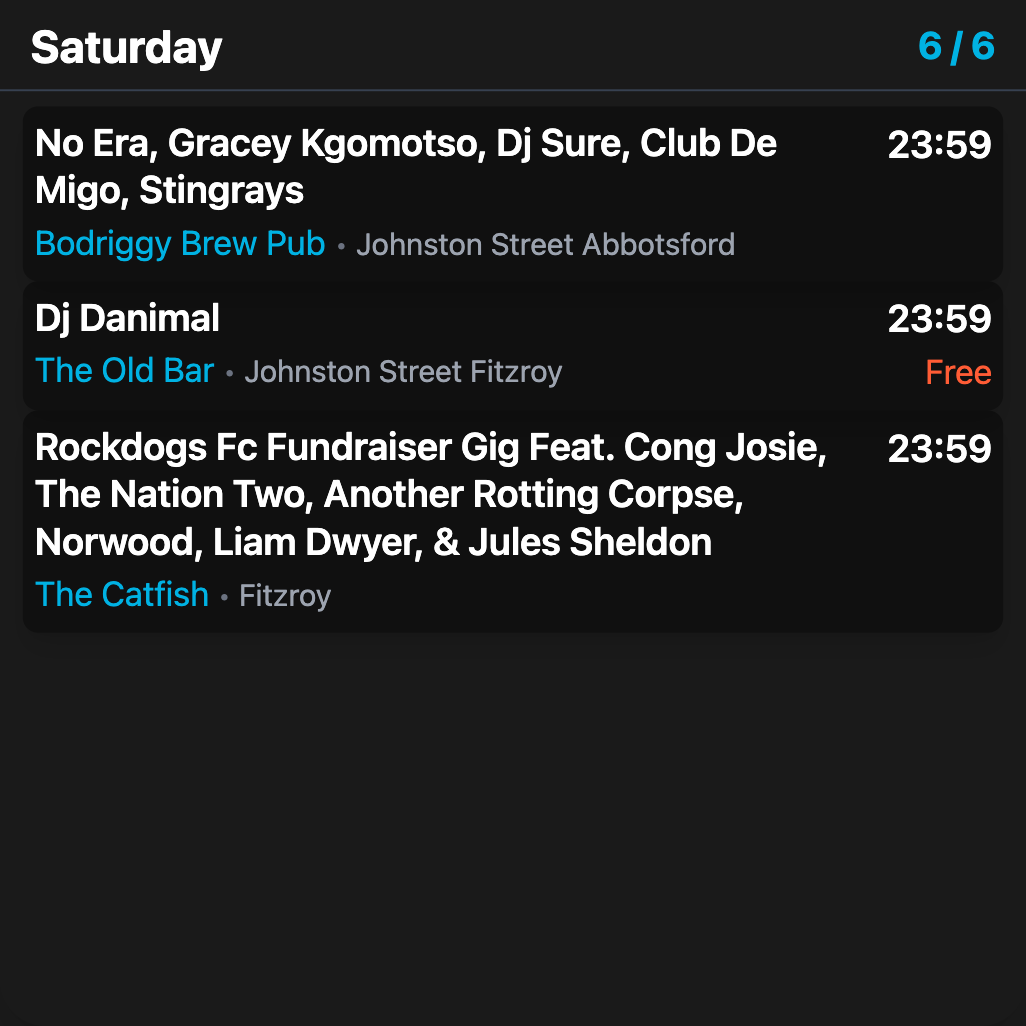 Saturday 6 / 6
No Era, Gracey Kgomotso, Dj Sure, Club De 23:59
Migo, Stingrays
Bodriggy Brew Pub • Johnston Street Abbotsford
Dj Danimal 23:59
The Old Bar • Johnston Street Fitzroy Free
Rockdogs Fc Fundraiser Gig Feat. Cong Josie, 23:59
The Nation Two, Another Rotting Corpse,
Norwood, Liam Dwyer, & Jules Sheldon
The Catfish • Fitzroy